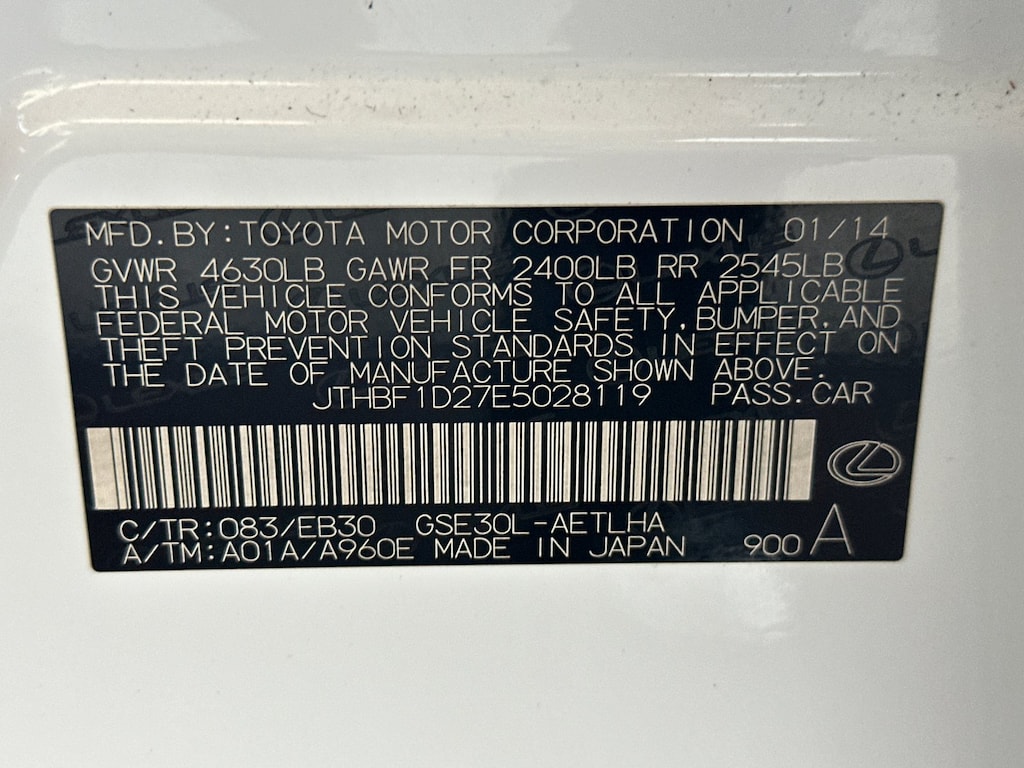 MFD.BY:TOYOTA MOTOR CORPORATION 01/14
GVWR 4630LB GAWR FR 2400LB RR 2545LB
THIS VEHICLE CONFORMS TO ALL APPLICABLE
FEDERAL MOTOR VEHICLE SAFETY,BUMPER,AND
THEFT PREVENTION STANDARDS IN EFFECT ON
THE DATE OF MANUFACTURE SHOWN ABOVE.
JTHBF1D27E5028119 PASS.CAR
C/TR:083/EB30 GSE30L-AETLHA
A/TM:A01A/A960E MADE IN JAPAN 900 A